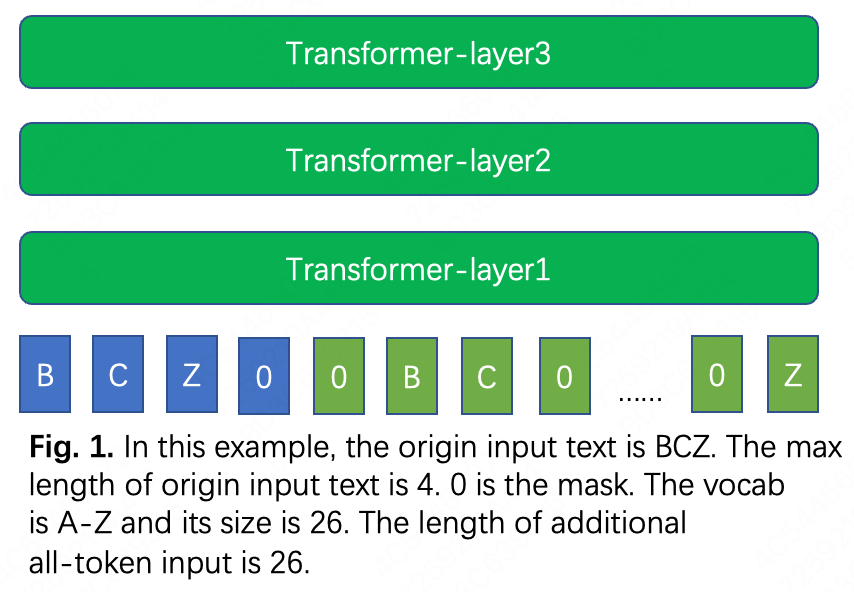 Transformer-layer3
Transformer-layer2
Transformer-layer1
B C Z 0 0 B C 0 …… 0 Z
Fig. 1. In this example, the origin input text is BCZ. The max
length of origin input text is 4. 0 is the mask. The vocab
is A-Z and its size is 26. The length of additional
all-token input is 26.